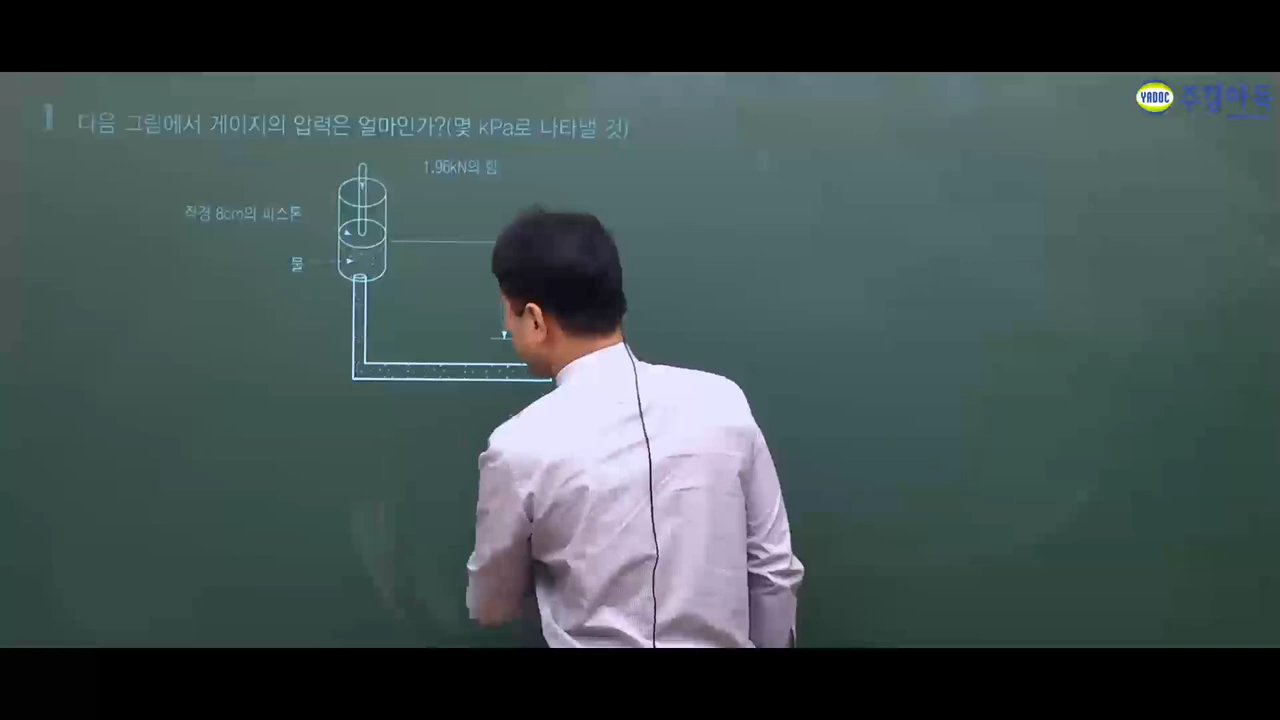 1 다음 그림에서 게이지의 압력은 얼마인가?(몇 kPa로 나타낼 것)
1.96kN의 힘
직경 8cm의 피스톤
물
YADOC 주경야독